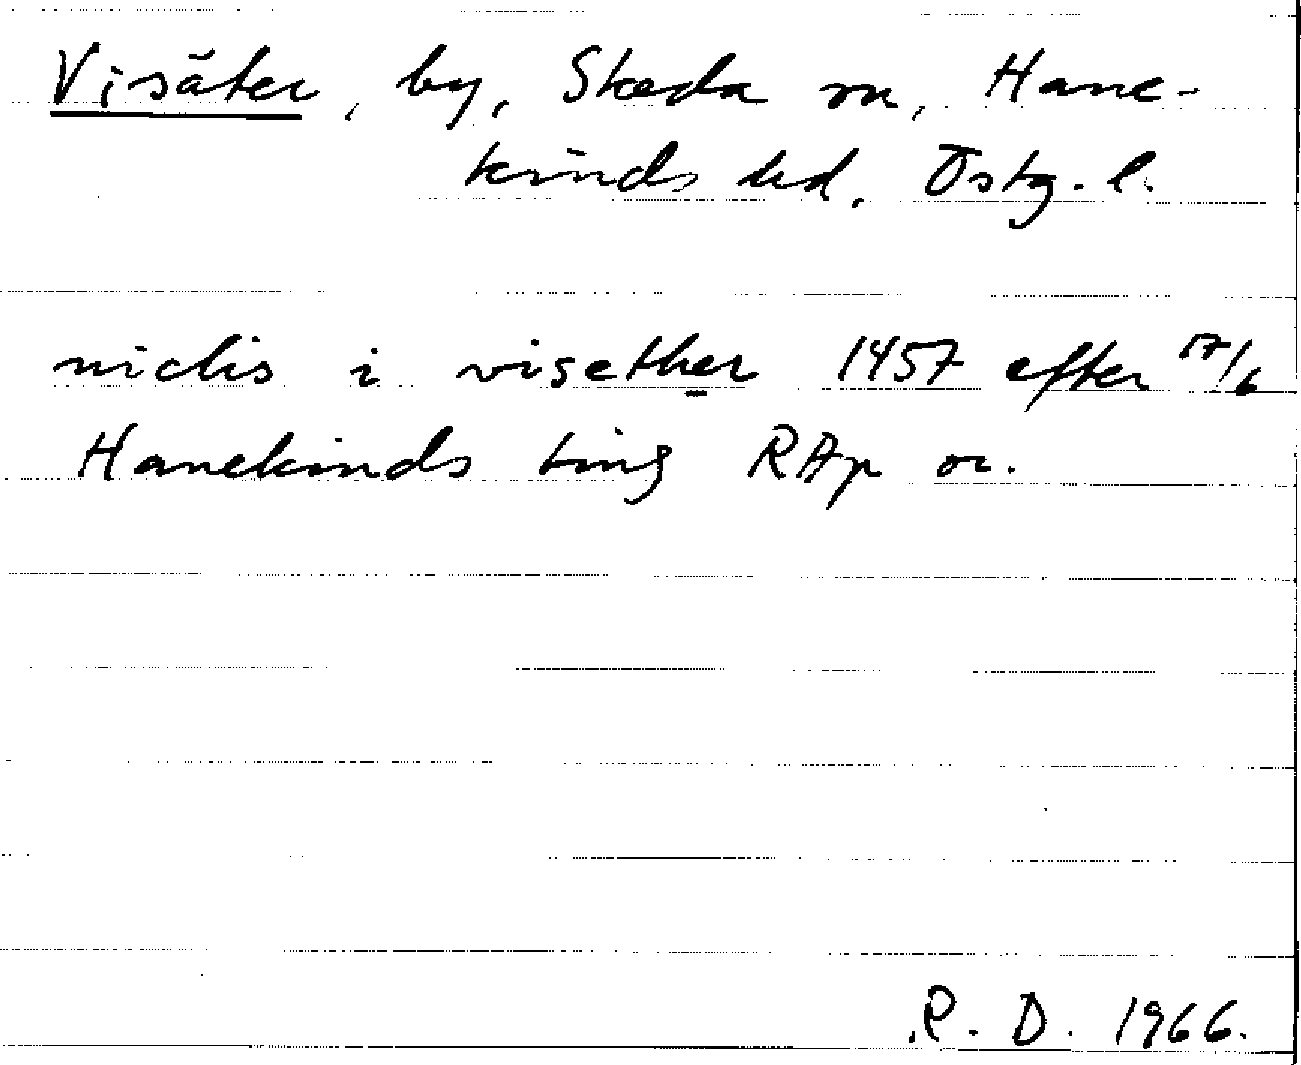 Visäter, by, Skeda sn, Hane-
kinds hd, Östg. l.
niclis i visether 1457 efter 17/6
Hanekinds ting RAp or.
R. D. 1966.